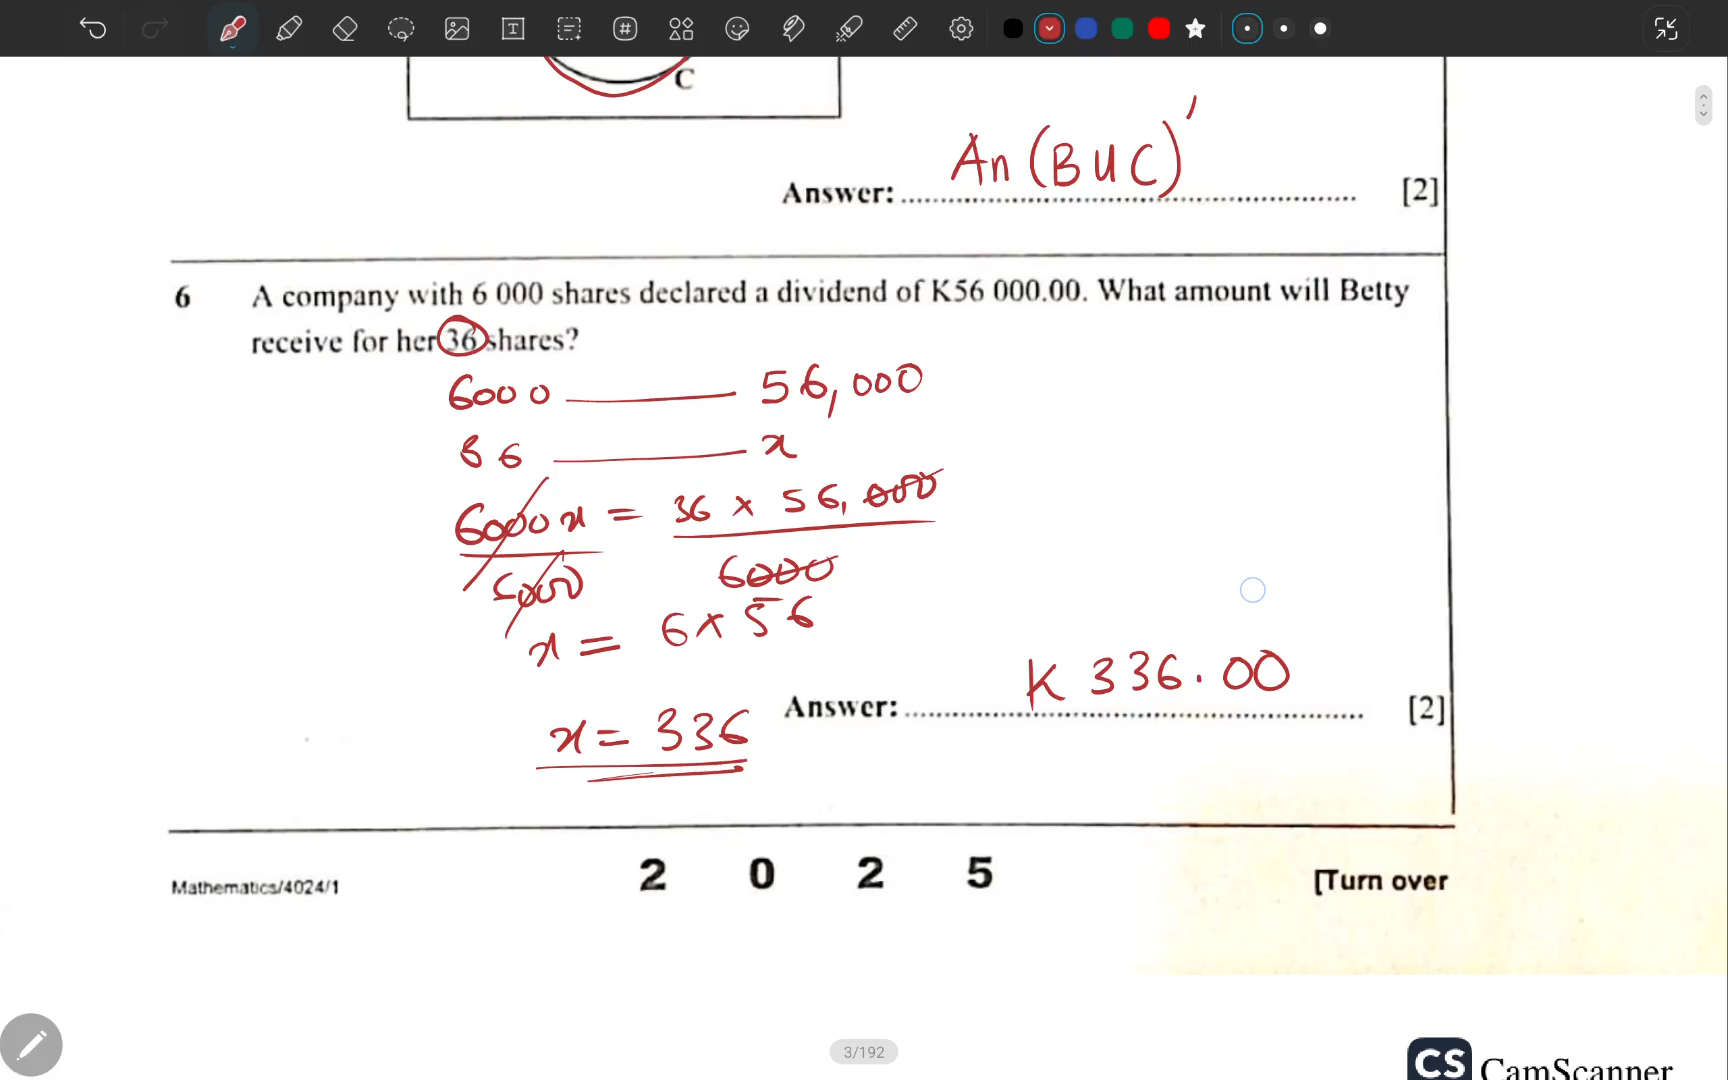 C
A∩(B∪C)'
Answer: [2]
6 A company with 6 000 shares declared a dividend of K56 000.00. What amount will Betty
receive for her 36 shares?
6000 — 56,000
36 — x
6000x = 36 × 56,000
6000 6000
x = 6 × 56
K 336.00
Answer: [2]
x = 336
2 0 2 5
Mathematics/4024/1
[Turn over
3/192
CS CamScanner